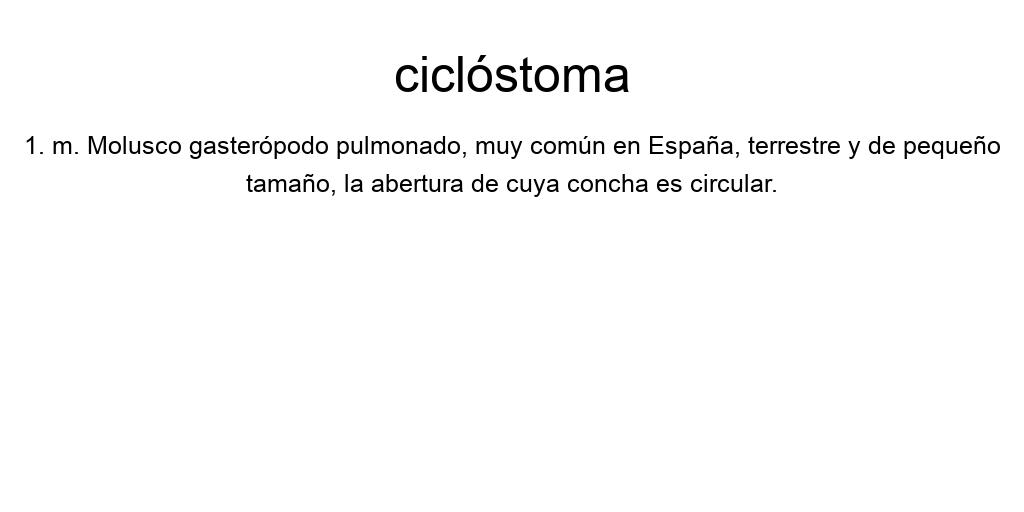 ciclóstoma
1. m. Molusco gasterópodo pulmonado, muy común en España, terrestre y de pequeño
tamaño, la abertura de cuya concha es circular.